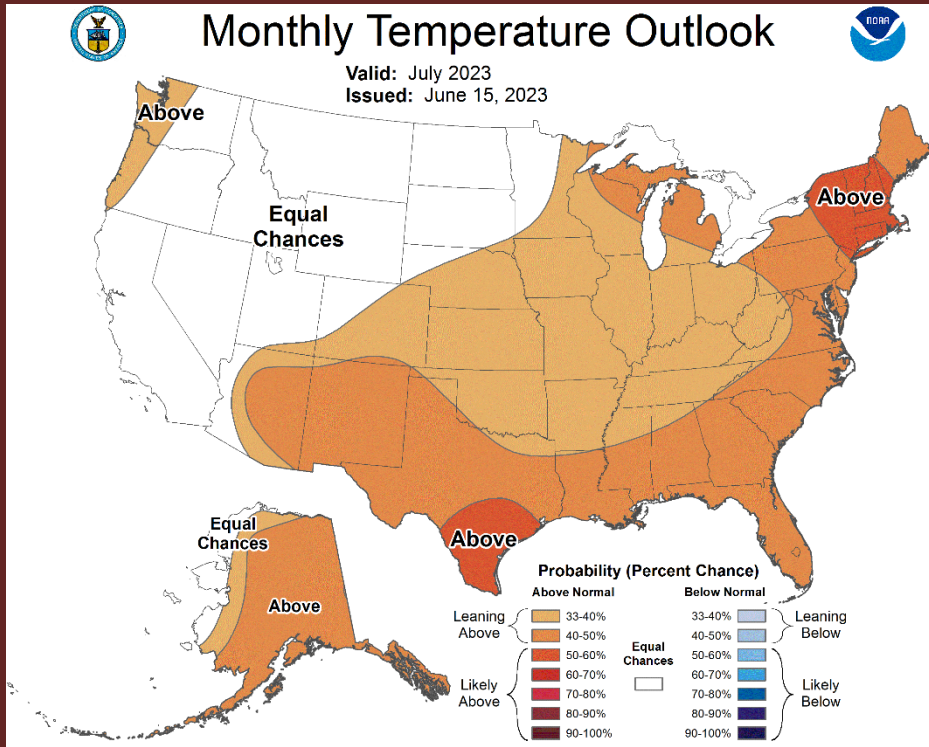 Monthly Temperature Outlook
NOAA
Valid: July 2023
Issued: June 15, 2023
Above
Equal
Chances
Above
Above
Equal
Chances
Above
Probability (Percent Chance)
Above Normal
Below Normal
Leaning
Above
33-40%
40-50%
Likely
Above
50-60%
60-70%
70-80%
80-90%
90-100%
Equal
Chances
33-40%
40-50%
Leaning
Below
50-60%
60-70%
70-80%
80-90%
90-100%
Likely
Below